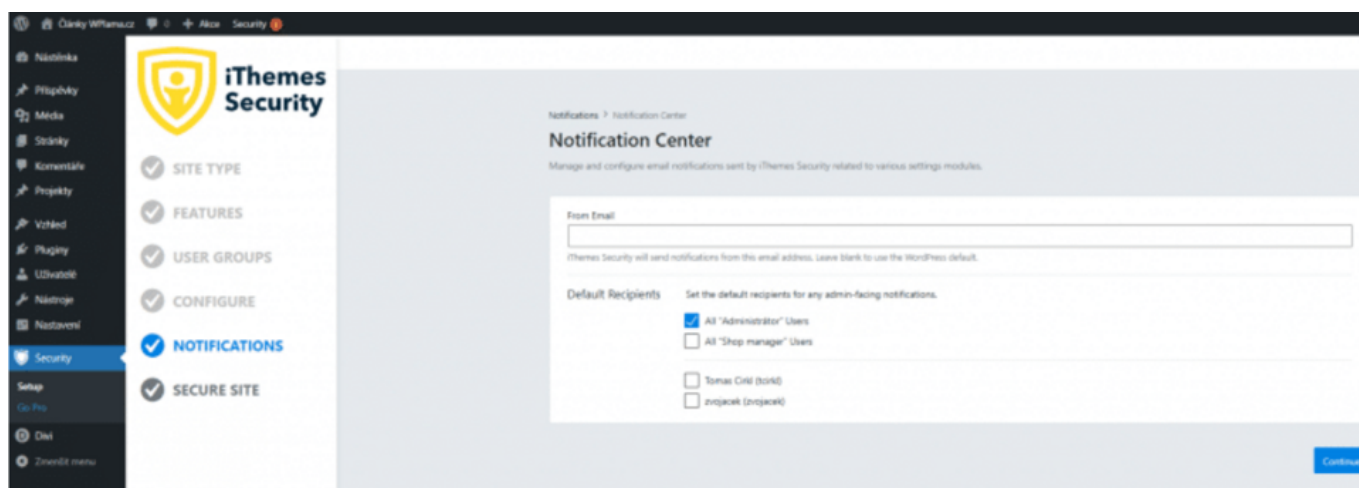 Články WPlama.cz 0 + Akce Security
Nástěnka
Příspěvky
Média
Stránky
Komentáře
Projekty
Vzhled
Pluginy
Uživatelé
Nástroje
Nastavení
Security
Setup
Go Pro
Divi
Zmenšit menu
iThemes
Security
SITE TYPE
FEATURES
USER GROUPS
CONFIGURE
NOTIFICATIONS
SECURE SITE
Notifications > Notification Center
Notification Center
Manage and configure email notifications sent by iThemes Security related to various settings modules.
From Email
iThemes Security will send notifications from this email address. Leave blank to use the WordPress default.
Default Recipients Set the default recipients for any admin-facing notifications.
All "Administrátor" Users
All "Shop manager" Users
Tomas Cirkl (tcirkl)
zvojacek (zvojacek)
Continue